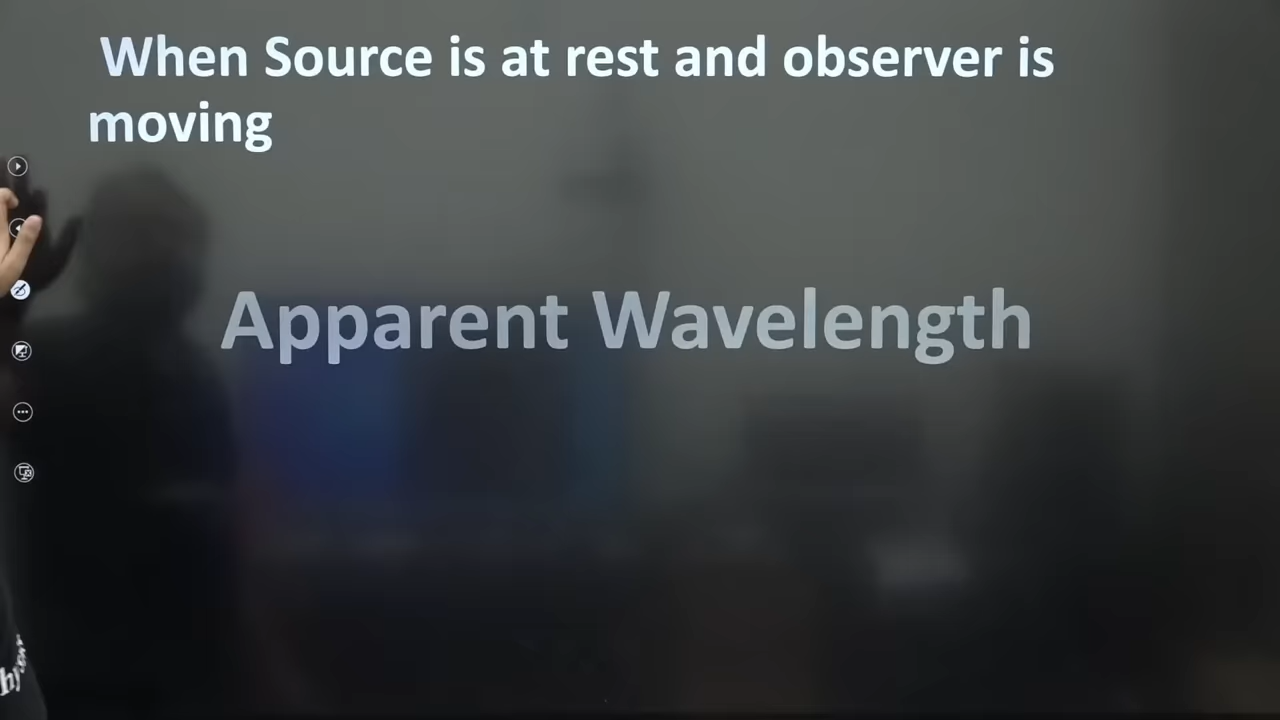 When Source is at rest and observer is
moving
Apparent Wavelength